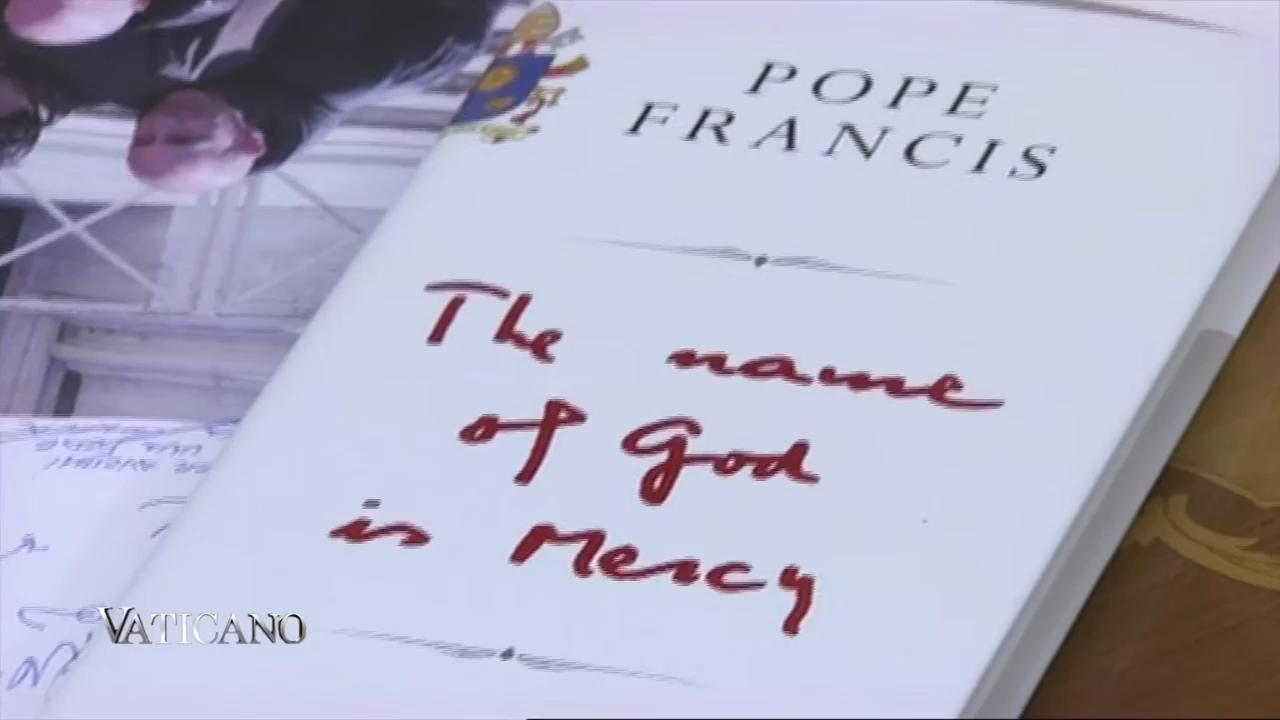 POPE
FRANCIS
The name
of God
is Mercy
VATICANO